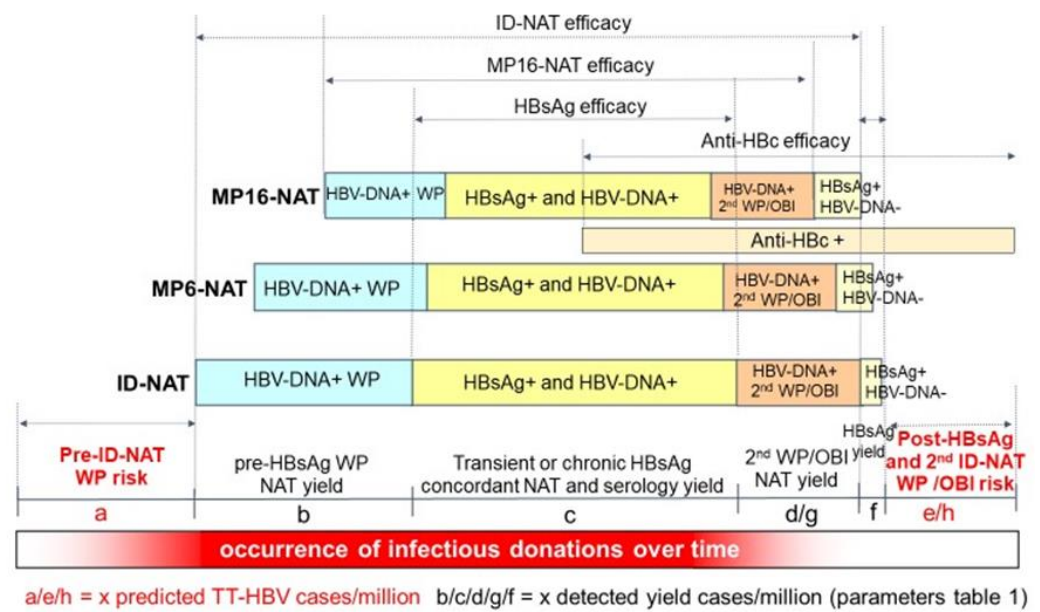 ID-NAT efficacy
MP16-NAT efficacy
HBsAg efficacy
Anti-HBc efficacy
MP16-NAT
HBV-DNA+ WP
HBsAg+ and HBV-DNA+
HBV-DNA+
2nd WP/OBI
HBsAg+
HBV-DNA-
Anti-HBc +
MP6-NAT
HBV-DNA+ WP
HBsAg+ and HBV-DNA+
HBV-DNA+
2nd WP/OBI
HBsAg+
HBV-DNA-
ID-NAT
HBV-DNA+ WP
HBsAg+ and HBV-DNA+
HBV-DNA+
2nd WP/OBI
HBsAg+
HBV-DNA-
Pre-ID-NAT
WP risk
pre-HBsAg WP
NAT yield
Transient or chronic HBsAg
concordant NAT and serology yield
2nd WP/OBI
NAT yield
HBsAg
yield
Post-HBsAg
and 2nd ID-NAT
WP /OBI risk
a
b
c
d/g
f
e/h
occurrence of infectious donations over time
a/e/h = x predicted TT-HBV cases/million b/c/d/g/f = x detected yield cases/million (parameters table 1)